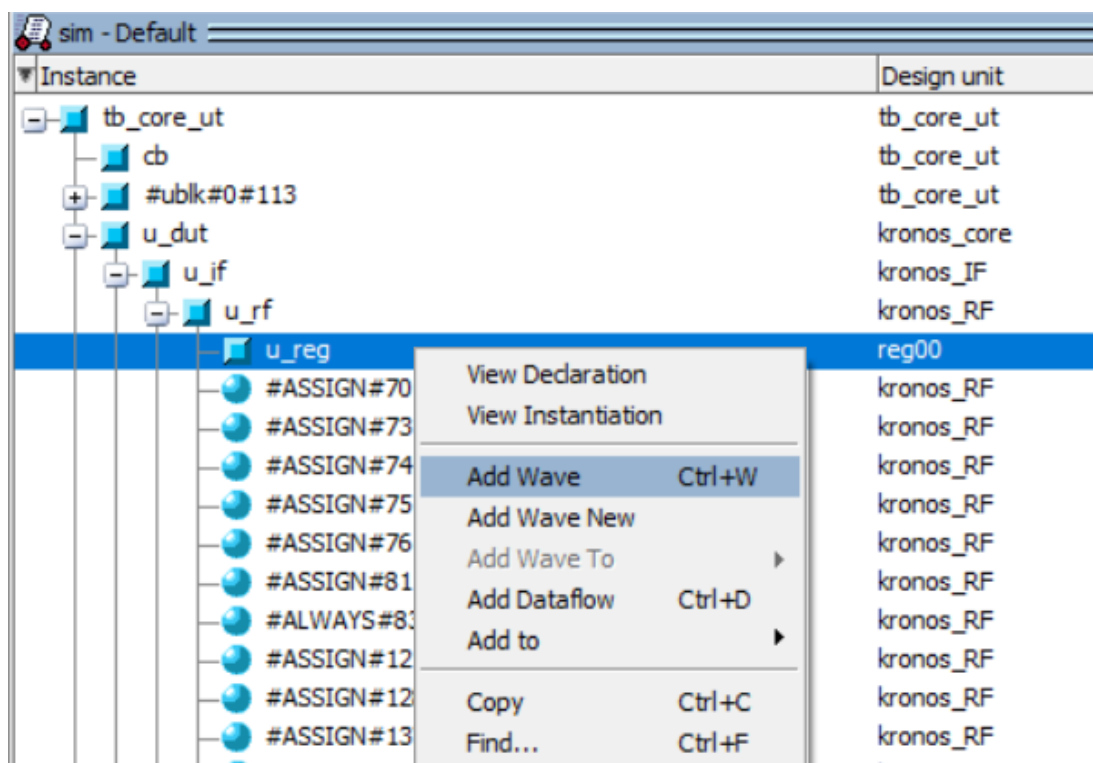 sim - Default
Instance Design unit
tb_core_ut tb_core_ut
cb tb_core_ut
#ublk#0#113 tb_core_ut
u_dut kronos_core
u_if kronos_IF
u_rf kronos_RF
u_reg reg00
#ASSIGN#70 kronos_RF
#ASSIGN#73 kronos_RF
#ASSIGN#74 kronos_RF
#ASSIGN#75 kronos_RF
#ASSIGN#76 kronos_RF
#ASSIGN#81 kronos_RF
#ALWAYS#83 kronos_RF
#ASSIGN#12 kronos_RF
#ASSIGN#12 kronos_RF
#ASSIGN#13 kronos_RF
View Declaration
View Instantiation
Add Wave Ctrl+W
Add Wave New
Add Wave To
Add Dataflow Ctrl+D
Add to
Copy Ctrl+C
Find... Ctrl+F